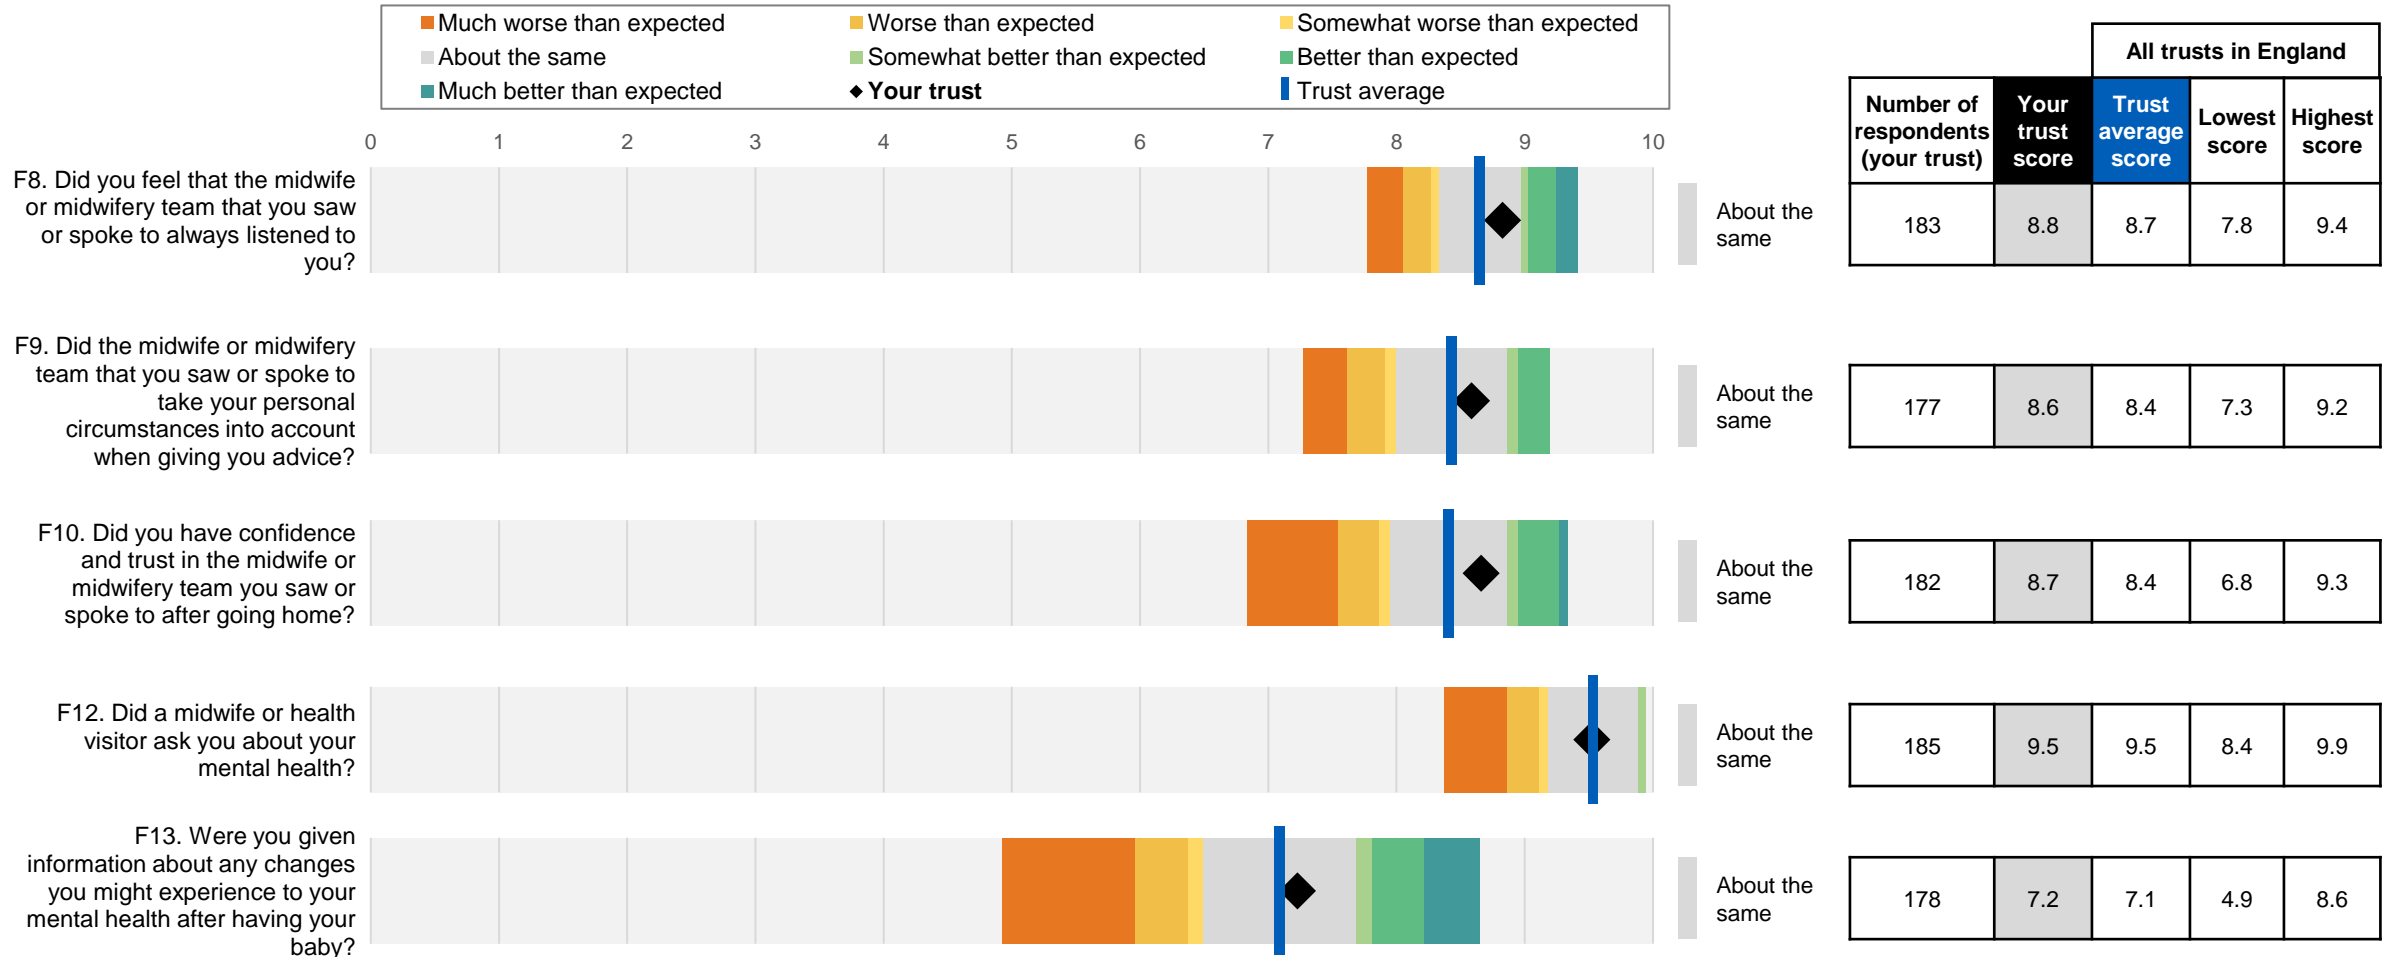 Much worse than expected
Worse than expected
Somewhat worse than expected
About the same
Somewhat better than expected
Better than expected
Much better than expected
Your trust
Trust average
All trusts in England
Number of
respondents
(your trust)
Your
trust
score
Trust
average
score
Lowest
score
Highest
score
0 1 2 3 4 5 6 7 8 9 10
F8. Did you feel that the midwife
or midwifery team that you saw
or spoke to always listened to
you?
About the
same
183 8.8 8.7 7.8 9.4
F9. Did the midwife or midwifery
team that you saw or spoke to
take your personal
circumstances into account
when giving you advice?
About the
same
177 8.6 8.4 7.3 9.2
F10. Did you have confidence
and trust in the midwife or
midwifery team you saw or
spoke to after going home?
About the
same
182 8.7 8.4 6.8 9.3
F12. Did a midwife or health
visitor ask you about your
mental health?
About the
same
185 9.5 9.5 8.4 9.9
F13. Were you given
information about any changes
you might experience to your
mental health after having your
baby?
About the
same
178 7.2 7.1 4.9 8.6